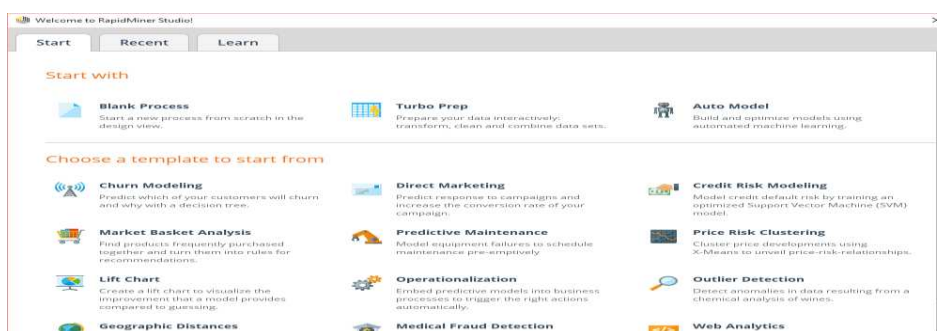 Welcome to RapidMiner Studio!
Start Recent Learn
Start with
Blank Process
Start a new process from scratch in the
design view.
Turbo Prep
Prepare your data interactively:
transform, clean and combine data sets.
Auto Model
Build and optimize models using
automated machine learning.
Choose a template to start from
Churn Modeling
Predict which of your customers will churn
and why with a decision tree.
Direct Marketing
Predict response to campaigns and
increase the conversion rate of your
campaign.
Credit Risk Modeling
Model credit default risk by training an
optimized Support Vector Machine (SVM)
model.
Market Basket Analysis
Find products frequently purchased
together and turn them into rules for
recommendations.
Predictive Maintenance
Model equipment failures to schedule
maintenance pre-emptively
Price Risk Clustering
Cluster price developments using
X-Means to unveil price-risk-relationships.
Lift Chart
Create a lift chart to visualize the
improvement that a model provides
compared to guessing.
Operationalization
Embed predictive models into business
processes to trigger the right actions
automatically.
Outlier Detection
Detect anomalies in data resulting from a
chemical analysis of wines.
Geographic Distances
Medical Fraud Detection
Web Analytics